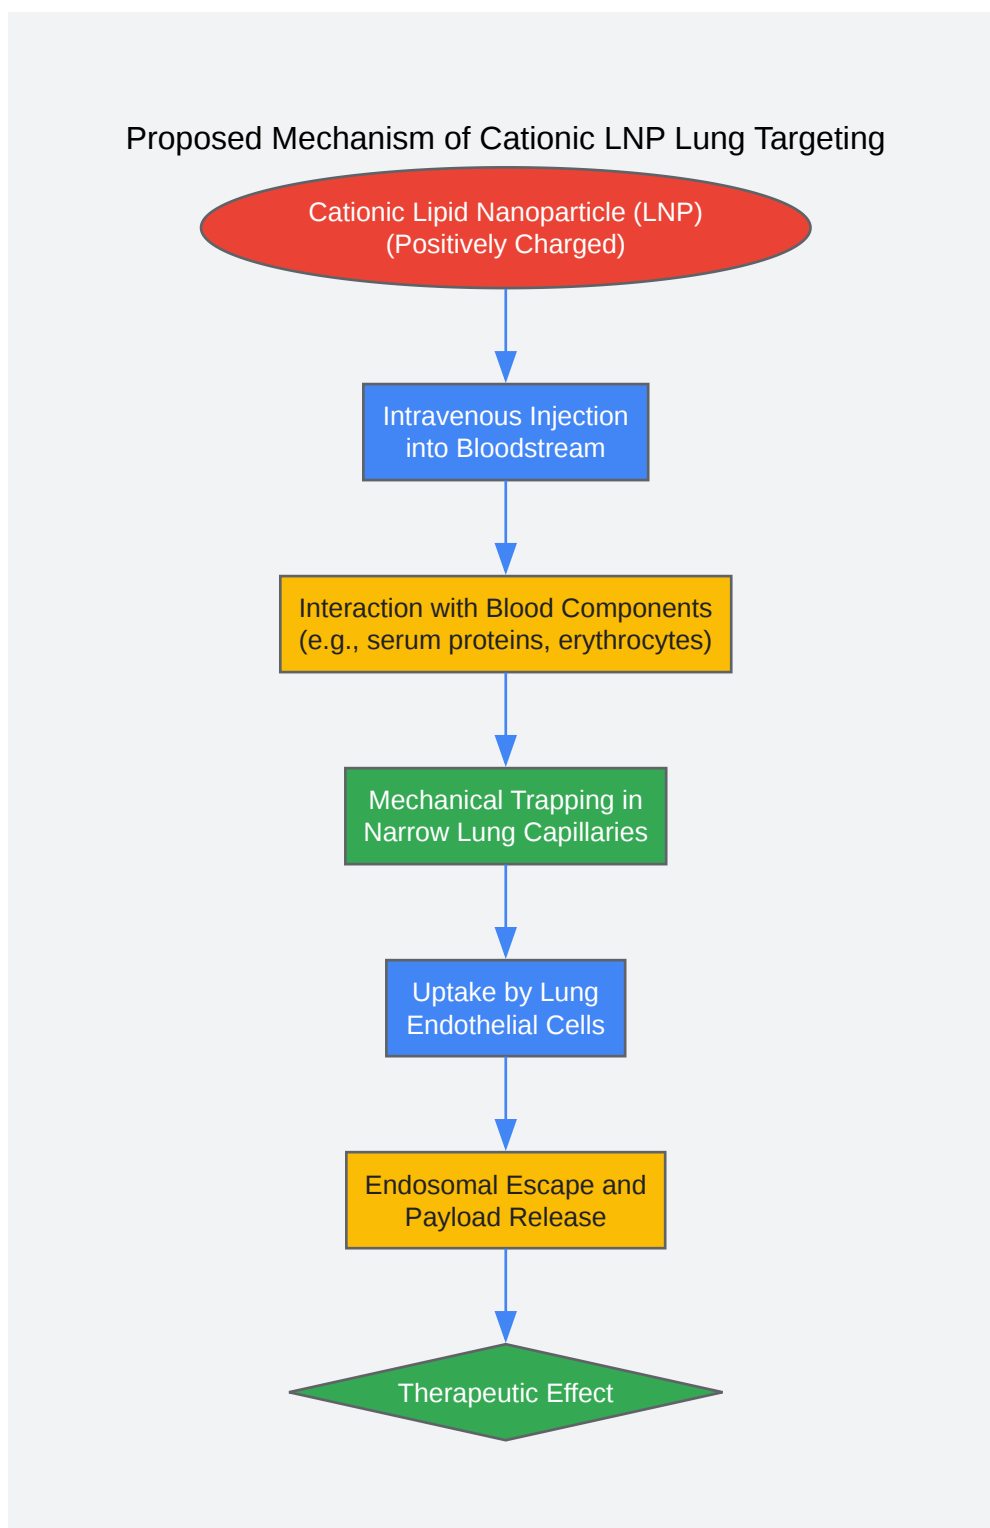 Proposed Mechanism of Cationic LNP Lung Targeting
Cationic Lipid Nanoparticle (LNP)
(Positively Charged)
Intravenous Injection
into Bloodstream
Interaction with Blood Components
(e.g., serum proteins, erythrocytes)
Mechanical Trapping in
Narrow Lung Capillaries
Uptake by Lung
Endothelial Cells
Endosomal Escape and
Payload Release
Therapeutic Effect